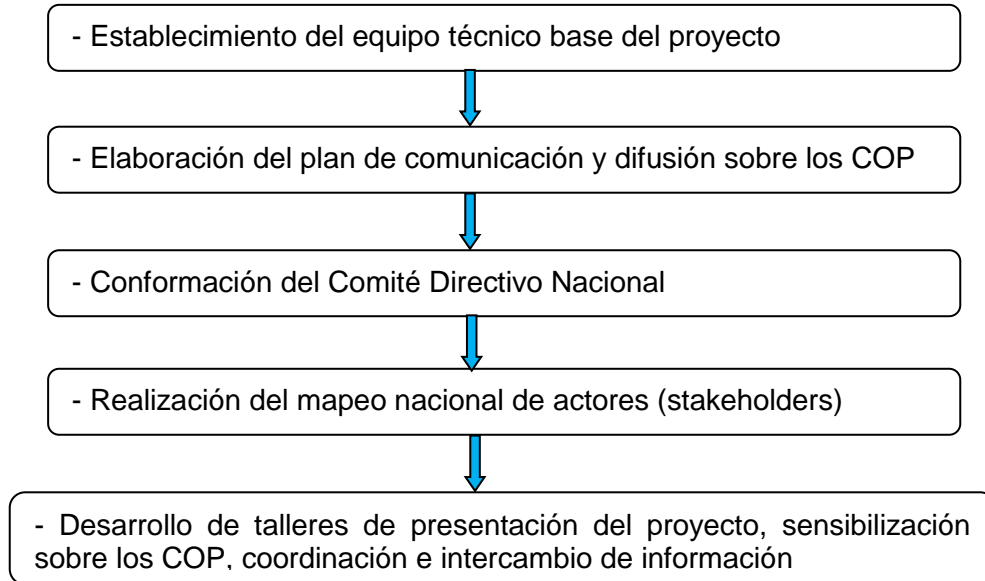 - Establecimiento del equipo técnico base del proyecto
- Elaboración del plan de comunicación y difusión sobre los COP
- Conformación del Comité Directivo Nacional
- Realización del mapeo nacional de actores (stakeholders)
- Desarrollo de talleres de presentación del proyecto, sensibilización
sobre los COP, coordinación e intercambio de información